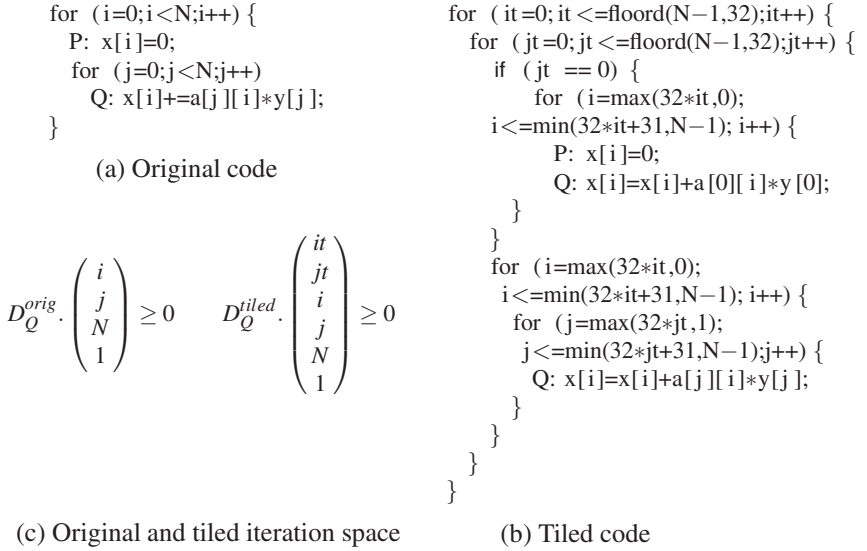 for (i=0;i<N;i++) {
P: x[i]=0;
for (j=0;j<N;j++)
Q: x[i]+=a[j][i]*y[j];
}
(a) Original code
D_Q^{orig} . ( i j N 1 ) ≥ 0
D_Q^{tiled} . ( it jt i j N 1 ) ≥ 0
(c) Original and tiled iteration space
for (it=0;it<=floord(N−1,32);it++) {
for (jt=0;jt<=floord(N−1,32);jt++) {
if (jt == 0) {
for (i=max(32*it,0);
i<=min(32*it+31,N−1); i++) {
P: x[i]=0;
Q: x[i]=x[i]+a[0][i]*y[0];
}
}
for (i=max(32*it,0);
i<=min(32*it+31,N−1); i++) {
for (j=max(32*jt,1);
j<=min(32*jt+31,N−1);j++) {
Q: x[i]=x[i]+a[j][i]*y[j];
}
}
}
}
(b) Tiled code